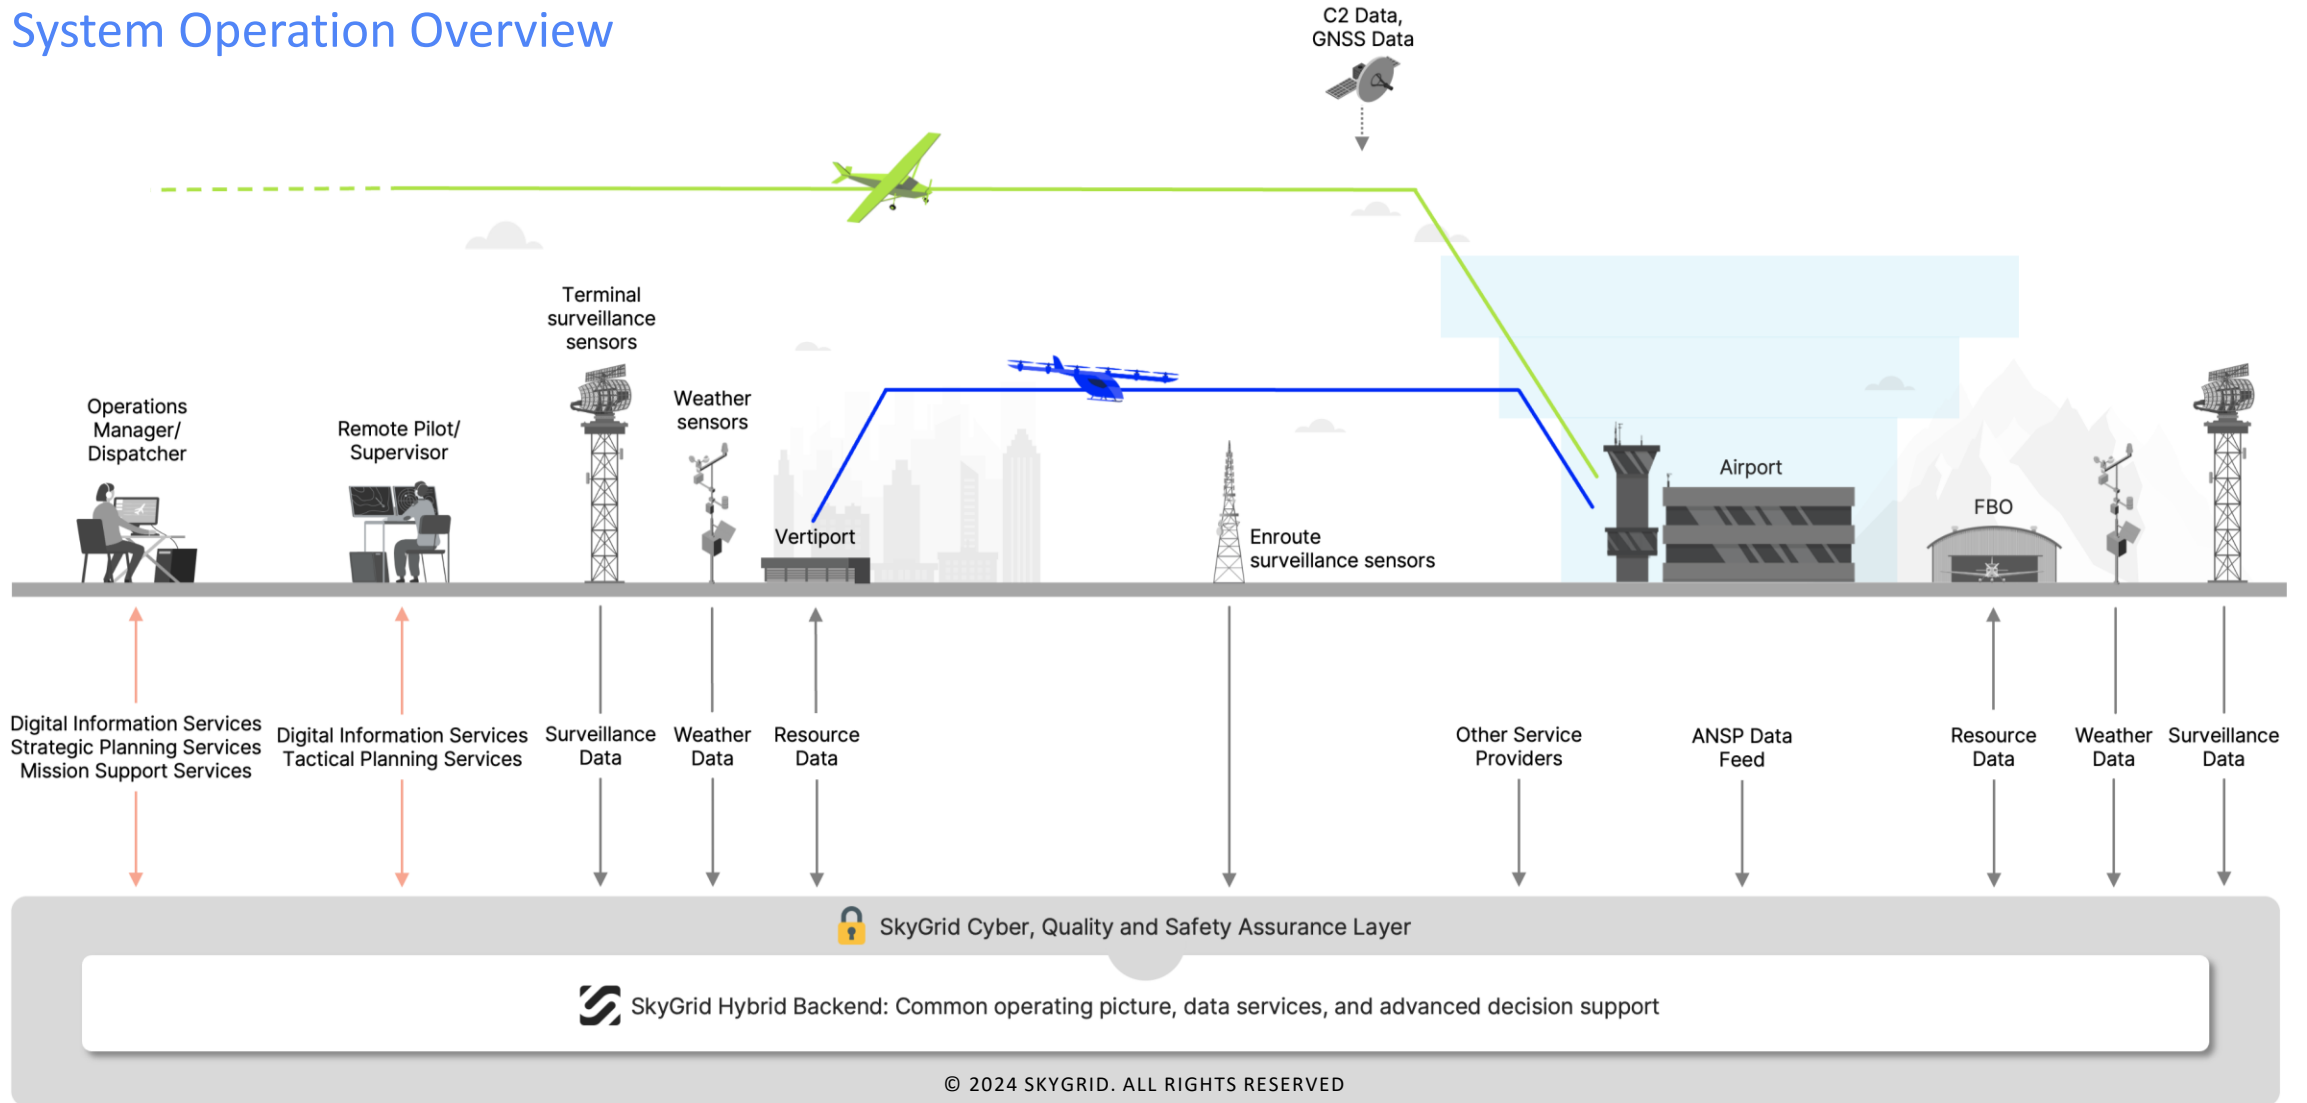 System Operation Overview
C2 Data,
GNSS Data
Terminal
surveillance
sensors
Weather
sensors
Operations
Manager/
Dispatcher
Remote Pilot/
Supervisor
Vertiport
Enroute
surveillance sensors
Airport
FBO
Digital Information Services
Strategic Planning Services
Mission Support Services
Digital Information Services
Tactical Planning Services
Surveillance
Data
Weather
Data
Resource
Data
Other Service
Providers
ANSP Data
Feed
Resource
Data
Weather
Data
Surveillance
Data
SkyGrid Cyber, Quality and Safety Assurance Layer
SkyGrid Hybrid Backend: Common operating picture, data services, and advanced decision support
© 2024 SKYGRID. ALL RIGHTS RESERVED